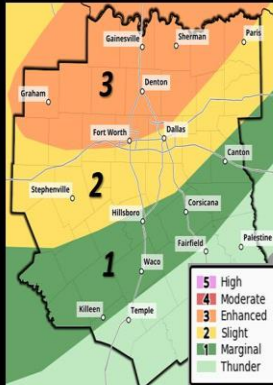 Gainesville
Sherman
Paris
3
Denton
Graham
Fort Worth
Dallas
Canton
2
Stephenville
Corsicana
Hillsboro
Fairfield
Palestine
1
Waco
Killeen
Temple
5 High
4 Moderate
3 Enhanced
2 Slight
1 Marginal
Thunder